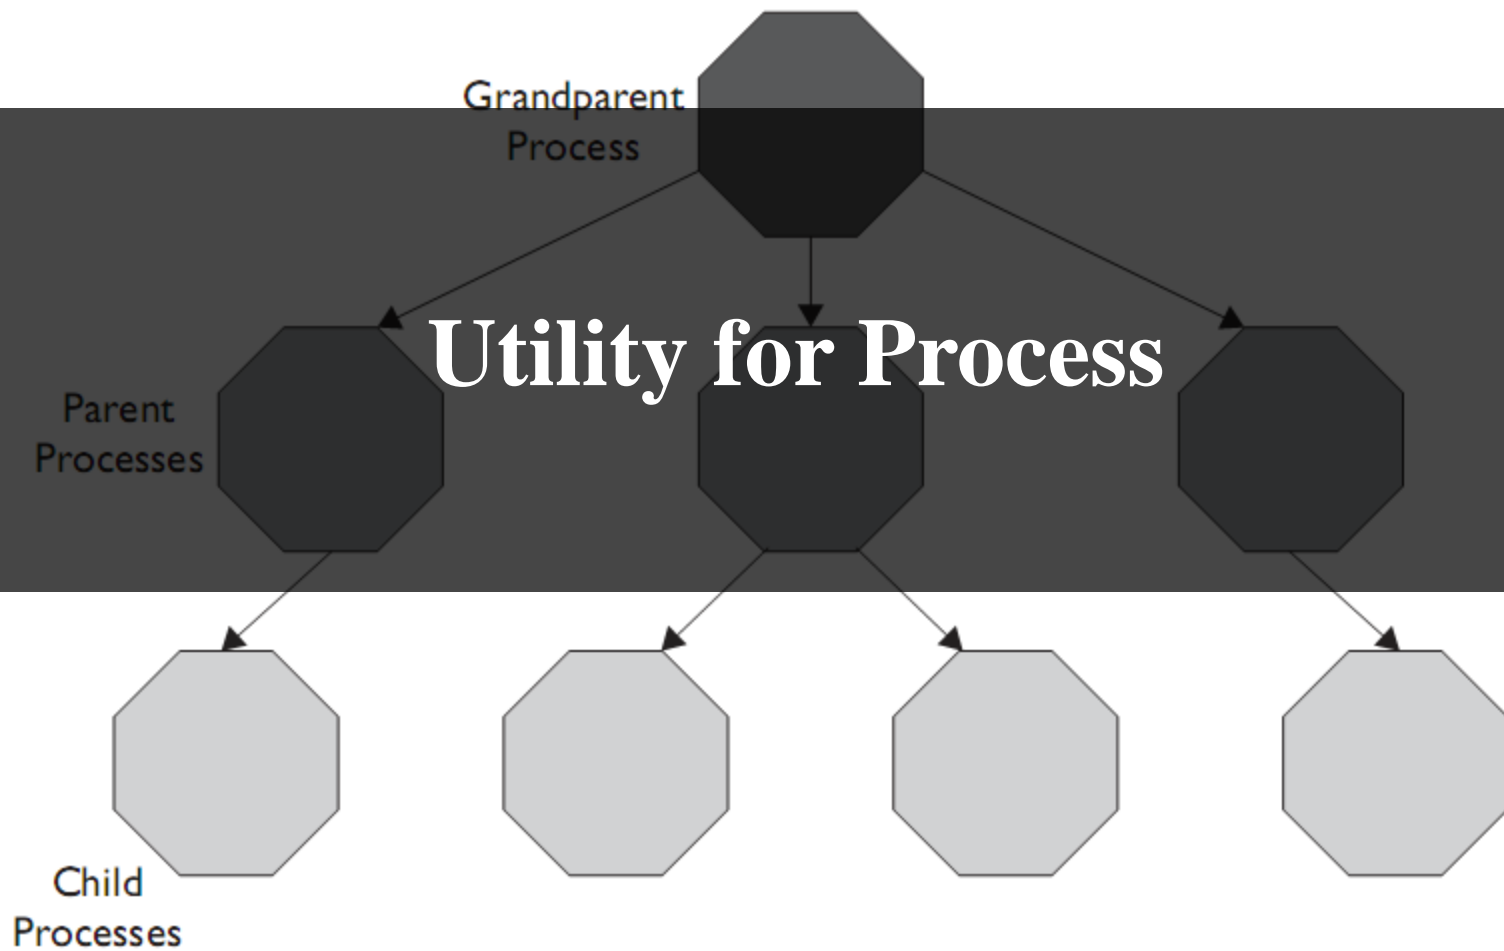 Grandparent
Process
Utility for Process
Parent
Processes
Child
Processes